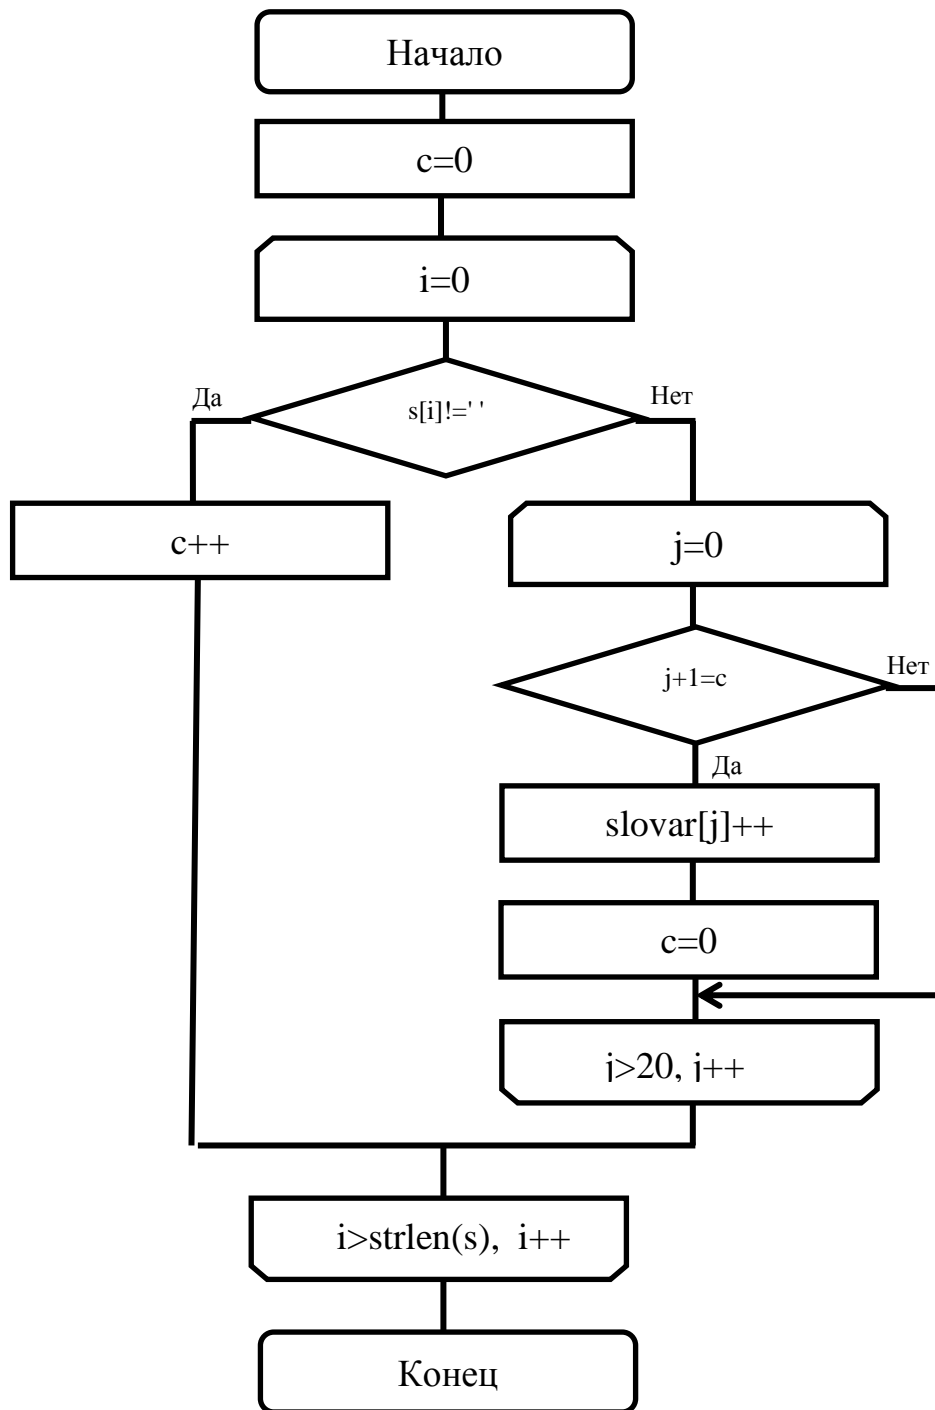 Начало
c=0
i=0
Да
s[i]!=' '
Нет
c++
j=0
j+1=c
Нет
Да
slovar[j]++
c=0
j>20, j++
i>strlen(s), i++
Конец